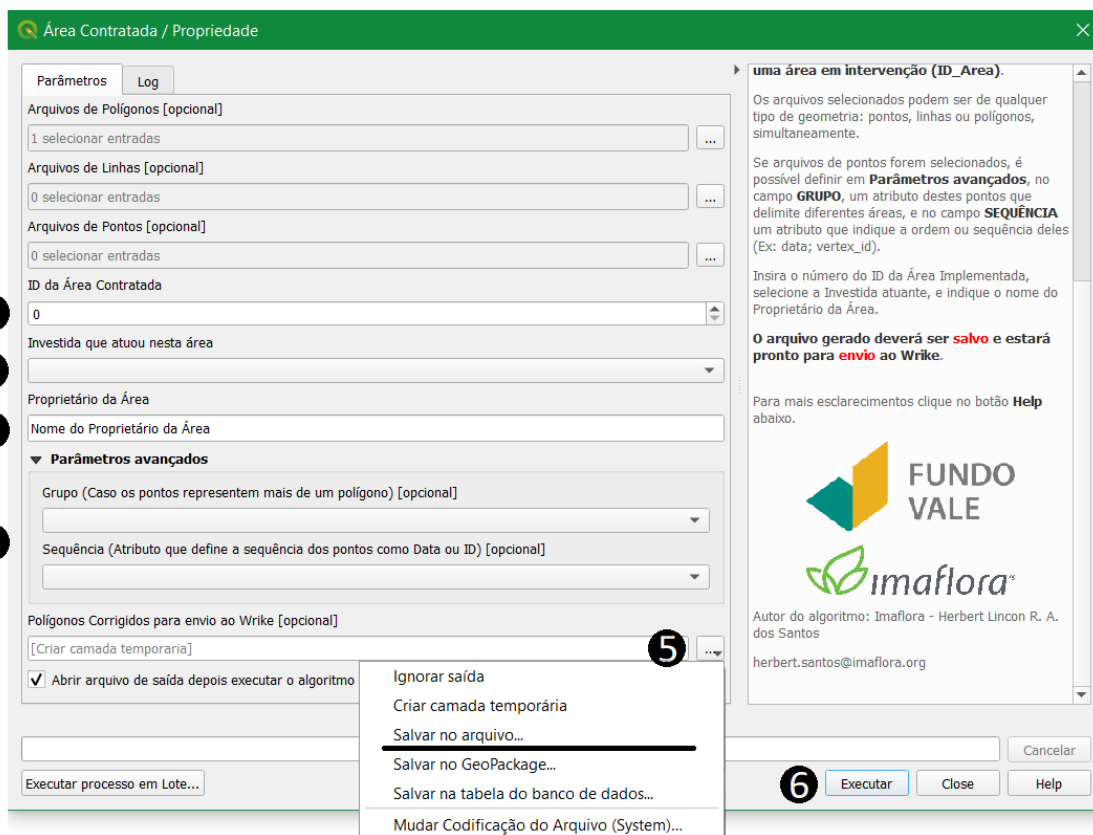 Área Contratada / Propriedade
Parâmetros
Log
Arquivos de Polígonos [opcional]
1 selecionar entradas
...
Arquivos de Linhas [opcional]
0 selecionar entradas
...
Arquivos de Pontos [opcional]
0 selecionar entradas
...
ID da Área Contratada
0
Investida que atuou nesta área
Proprietário da Área
Nome do Proprietário da Área
Parâmetros avançados
Grupo (Caso os pontos representem mais de um polígono) [opcional]
Sequência (Atributo que define a sequência dos pontos como Data ou ID) [opcional]
Polígonos Corrigidos para envio ao Wrike [opcional]
[Criar camada temporaria]
5
...
Abrir arquivo de saída depois executar o algoritmo
Ignorar saída
Criar camada temporária
Salvar no arquivo...
Salvar no GeoPackage...
Salvar na tabela do banco de dados...
Mudar Codificação do Arquivo (System)...
uma área em intervenção (ID_Area).
Os arquivos selecionados podem ser de qualquer
tipo de geometria: pontos, linhas ou polígonos,
simultaneamente.
Se arquivos de pontos forem selecionados, é
possível definir em Parâmetros avançados, no
campo GRUPO, um atributo destes pontos que
delimite diferentes áreas, e no campo SEQUÊNCIA
um atributo que indique a ordem ou sequência deles
(Ex: data; vertex_id).
Insira o número do ID da Área Implementada,
selecione a Investida atuante, e indique o nome do
Proprietário da Área.
O arquivo gerado deverá ser salvo e estará
pronto para envio ao Wrike.
Para mais esclarecimentos clique no botão Help
abaixo.
FUNDO
VALE
imaflora
Autor do algoritmo: Imaflora - Herbert Lincon R. A.
dos Santos
herbert.santos@imaflora.org
Cancelar
Executar processo em Lote...
6
Executar
Close
Help